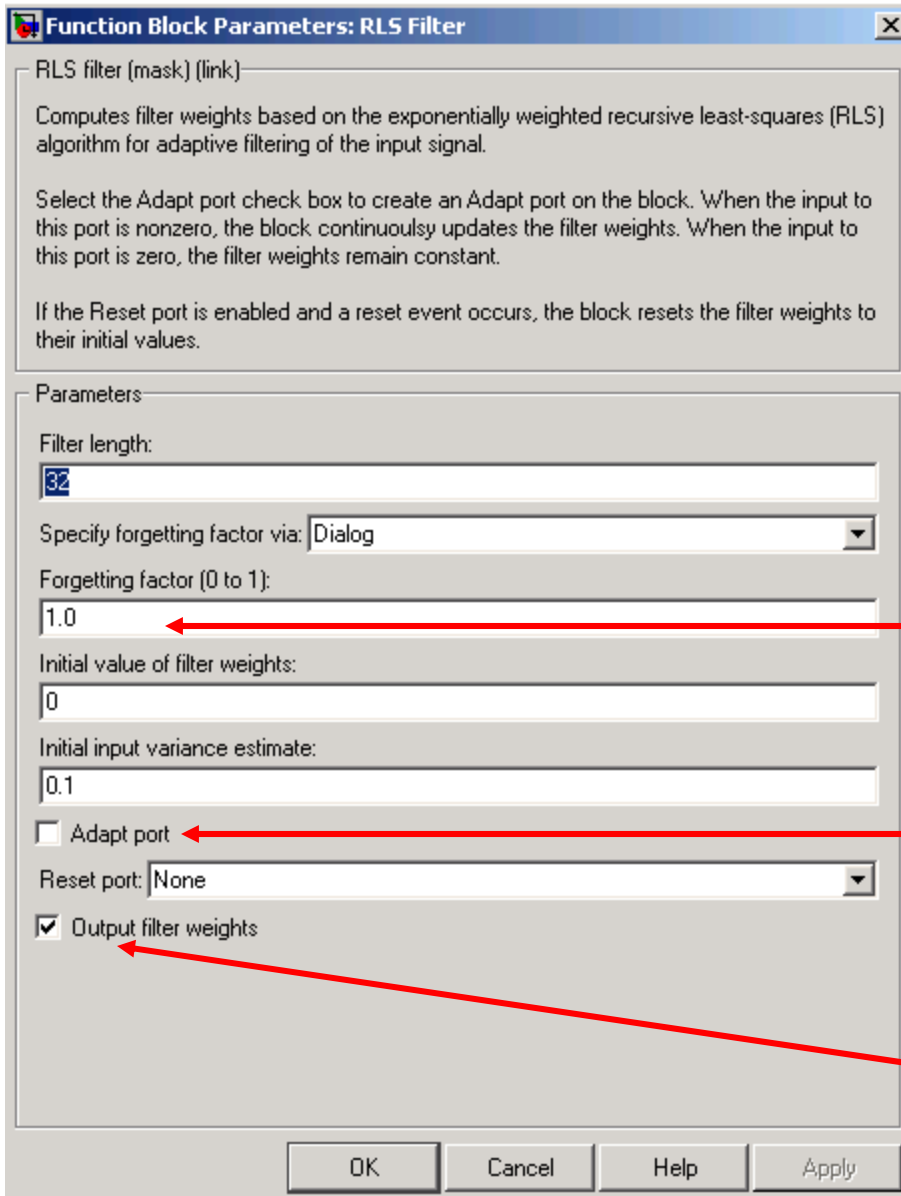 Function Block Parameters: RLS Filter
RLS filter (mask) (link)
Computes filter weights based on the exponentially weighted recursive least-squares (RLS)
algorithm for adaptive filtering of the input signal.
Select the Adapt port check box to create an Adapt port on the block. When the input to
this port is nonzero, the block continuoulsy updates the filter weights. When the input to
this port is zero, the filter weights remain constant.
If the Reset port is enabled and a reset event occurs, the block resets the filter weights to
their initial values.
Parameters
Filter length:
32
Specify forgetting factor via: Dialog
Forgetting factor (0 to 1):
1.0
Initial value of filter weights:
0
Initial input variance estimate:
0.1
Adapt port
Reset port: None
Output filter weights
OK Cancel Help Apply